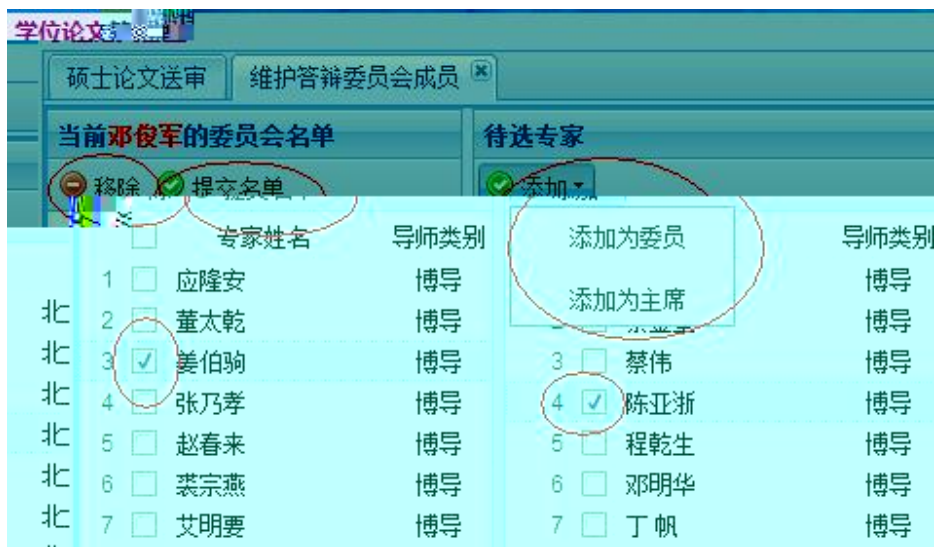 学位论文
硕士论文送审 维护答辩委员会成员
当前邓俊军的委员会名单 待选专家
移除 提交名单 添加
专家姓名 导师类别 添加为委员 导师类别
1 应隆安 博导 博导
添加为主席
北 2 董太乾 博导 博导
北 3 姜伯驹 博导 3 蔡伟 博导
北 4 张乃孝 博导 4 陈亚浙 博导
北 5 赵春来 博导 5 程乾生 博导
北 6 裘宗燕 博导 6 邓明华 博导
北 7 艾明要 博导 7 丁帆 博导